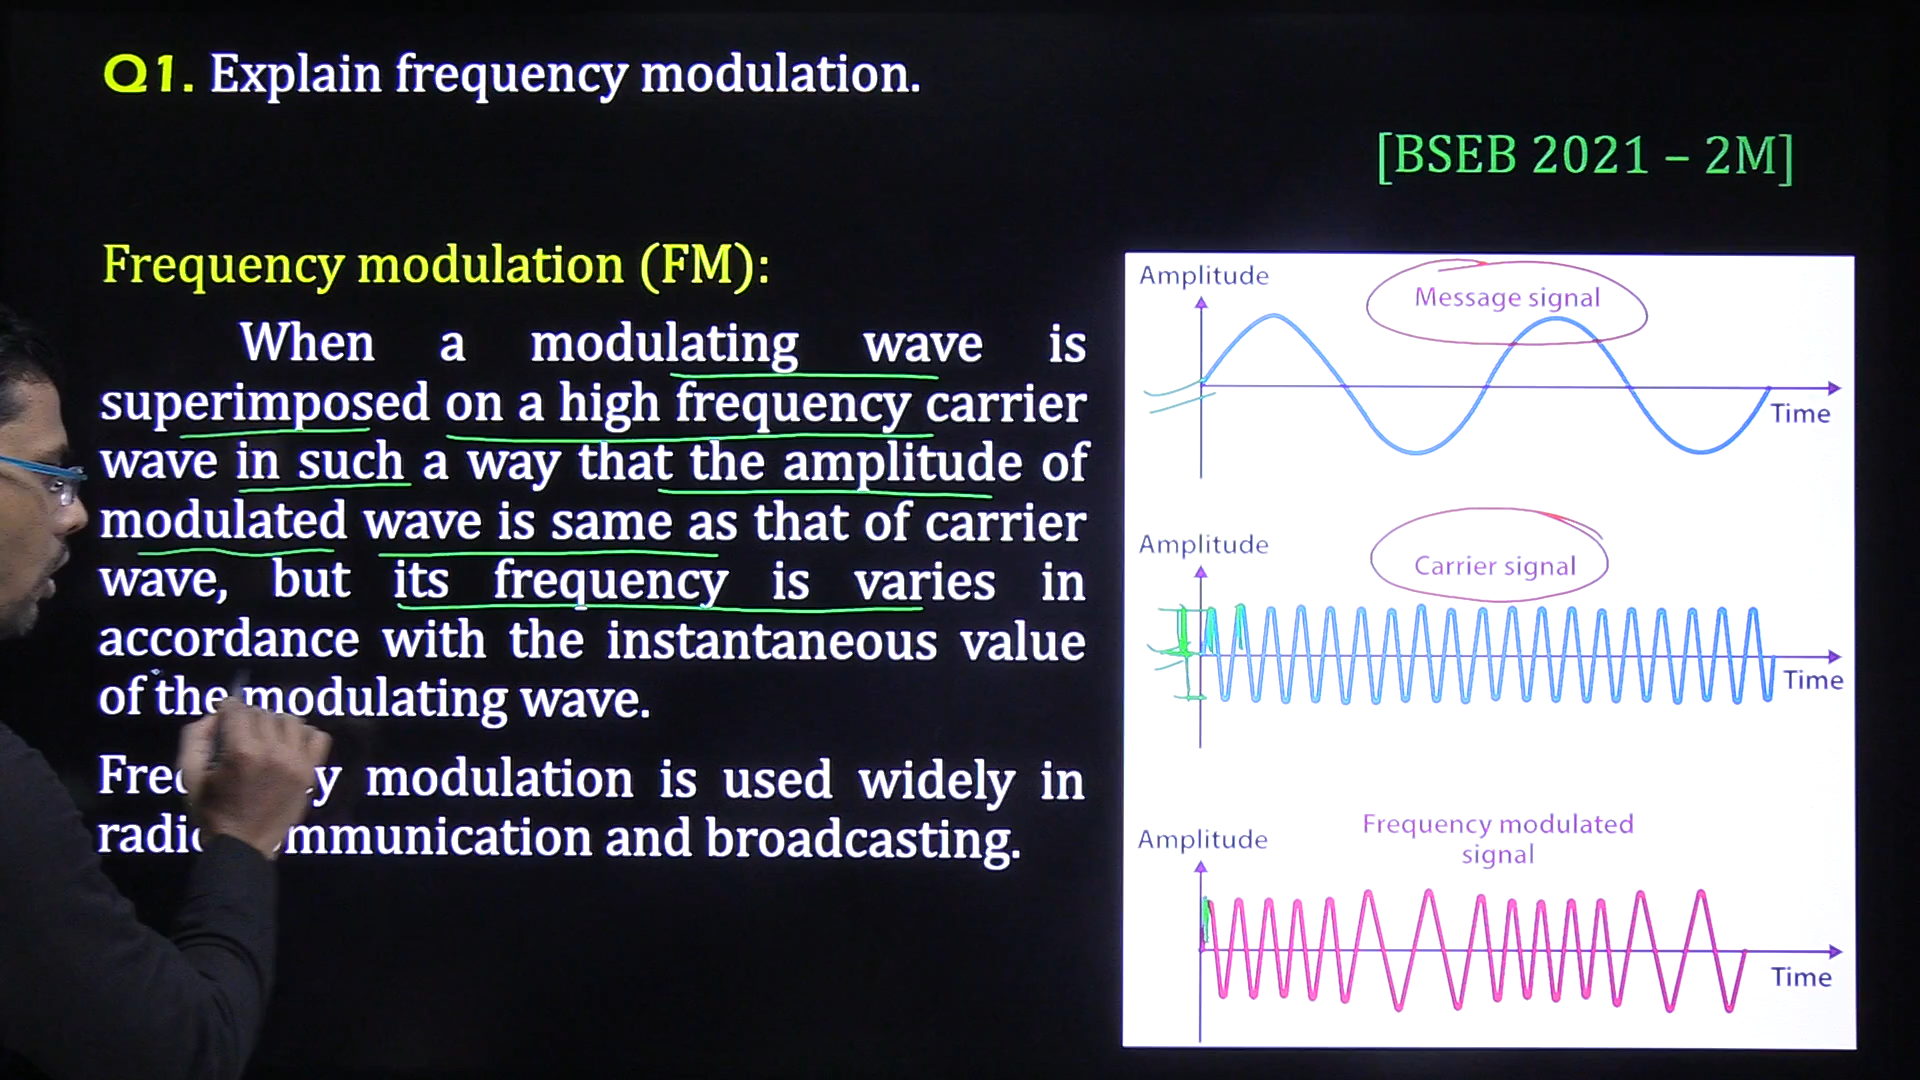 Q1. Explain frequency modulation.
[BSEB 2021 – 2M]
Frequency modulation (FM):
When a modulating wave is
superimposed on a high frequency carrier
wave in such a way that the amplitude of
modulated wave is same as that of carrier
wave, but its frequency is varies in
accordance with the instantaneous value
of the modulating wave.
modulation is used widely in
and broadcasting.
Amplitude
Message signal
Time
Amplitude
Carrier signal
Time
Frequency modulated
signal
Amplitude
Time